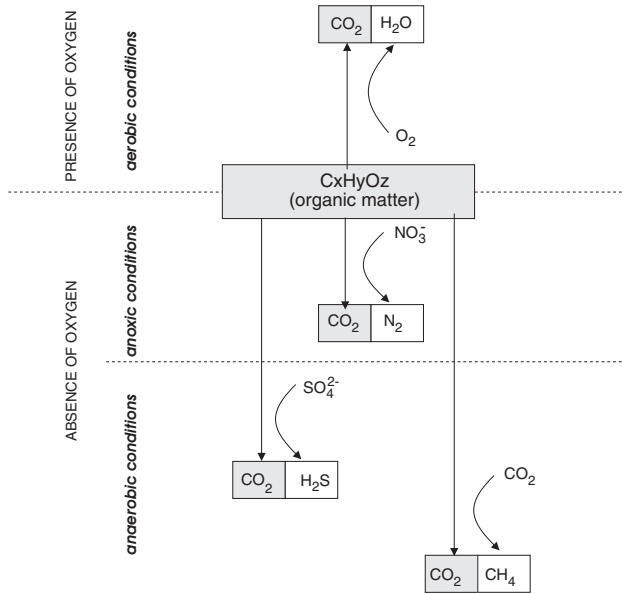 PRESENCE OF OXYGEN
aerobic conditions
CO₂ H₂O
O₂
CxHyOz
(organic matter)
ABSENCE OF OXYGEN
anoxic conditions
NO₃⁻
CO₂ N₂
anaerobic conditions
SO₄²⁻
CO₂ H₂S
CO₂
CO₂ CH₄